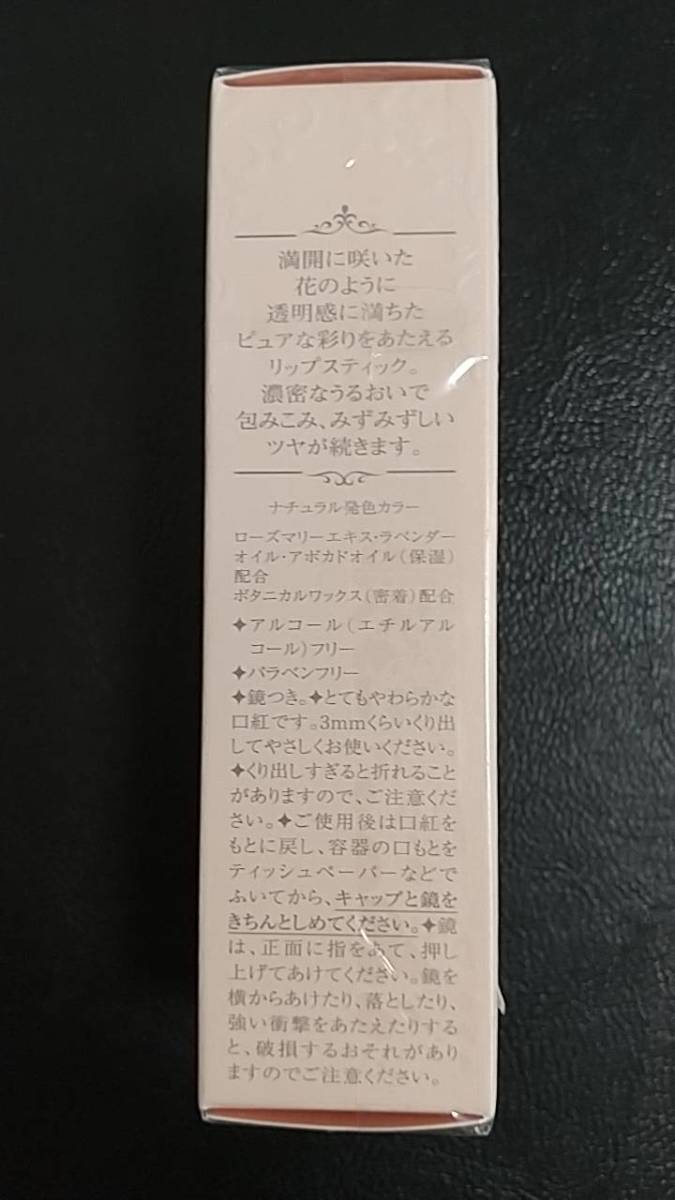 満開に咲いた
花のように
透明感に満ちた
ピュアな彩りをあたえる
リップスティック。
濃密なうるおいで
包みこみ、みずみずしい
ツヤが続きます。
ナチュラル発色カラー
ローズマリーエキス・ラベンダー
オイル・アボカドオイル(保湿)
配合
ボタニカルワックス(密着)配合
✦アルコール(エチルアル
コール)フリー
✦パラベンフリー
✦鏡つき。✦とてもやわらかな
口紅です。3mmくらいくり出
してやさしくお使いください。
✦くり出しすぎると折れること
がありますので、ご注意くだ
さい。✦ご使用後は口紅を
もとに戻し、容器の口もとを
ティッシュペーパーなどで
ふいてから、キャップと鏡を
きちんとしめてください。✦鏡
は、正面に指をあて、押し
上げてあけてください。鏡を
横からあけたり、落としたり、
強い衝撃をあたえたりする
と、破損するおそれがあり
ますのでご注意ください。